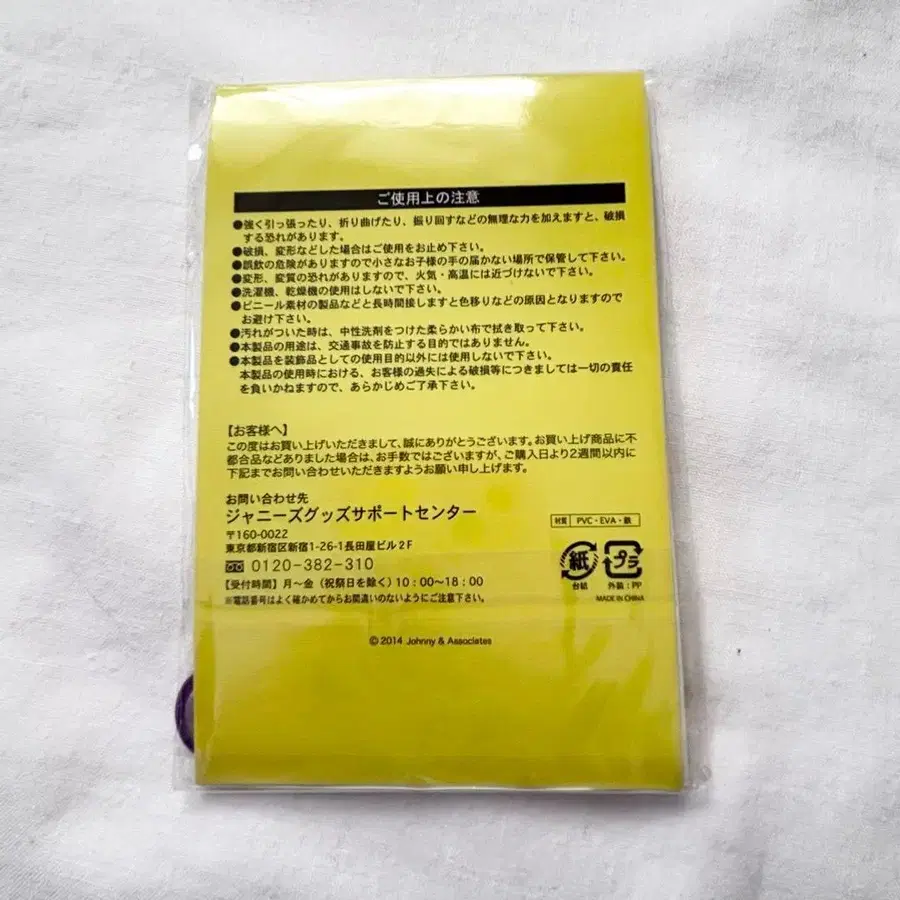 ご使用上の注意
●強く引っ張ったり、折り曲げたり、振り回すなどの無理な力を加えますと、破損
する恐れがあります。
●破損、変形などした場合はご使用をお止め下さい。
●誤飲の危険がありますので小さなお子様の手の届かない場所で保管して下さい。
●変形、変質の恐れがありますので、火気・高温には近づけないで下さい。
●洗濯機、乾燥機の使用はしないで下さい。
●ビニール素材の製品などと長時間接しますと色移りなどの原因となりますので
お避け下さい。
●汚れがついた時は、中性洗剤をつけた柔らかい布で拭き取って下さい。
●本製品の用途は、交通事故を防止する目的ではありません。
●本製品を装飾品としての使用目的以外には使用しないで下さい。
本製品の使用時における、お客様の過失による破損等につきましては一切の責任
を負いかねますので、あらかじめご了承下さい。
【お客様へ】
この度はお買い上げいただきまして、誠にありがとうございます。お買い上げ商品に不
都合品などありました場合は、お手数ではございますが、ご購入日より2週間以内に
下記までお問い合わせいただきますようお願い申し上げます。
お問い合わせ先
ジャニーズグッズサポートセンター
〒160-0022
東京都新宿区新宿1-26-1長田屋ビル2F
0120-382-310
【受付時間】月〜金（祝祭日を除く）10：00〜18：00
※電話番号はよく確かめてからお間違いのないようにご注意下さい。
材質 PVC・EVA・鉄
紙 プラ
台紙 外装：PP
MADE IN CHINA
© 2014 Johnny & Associates